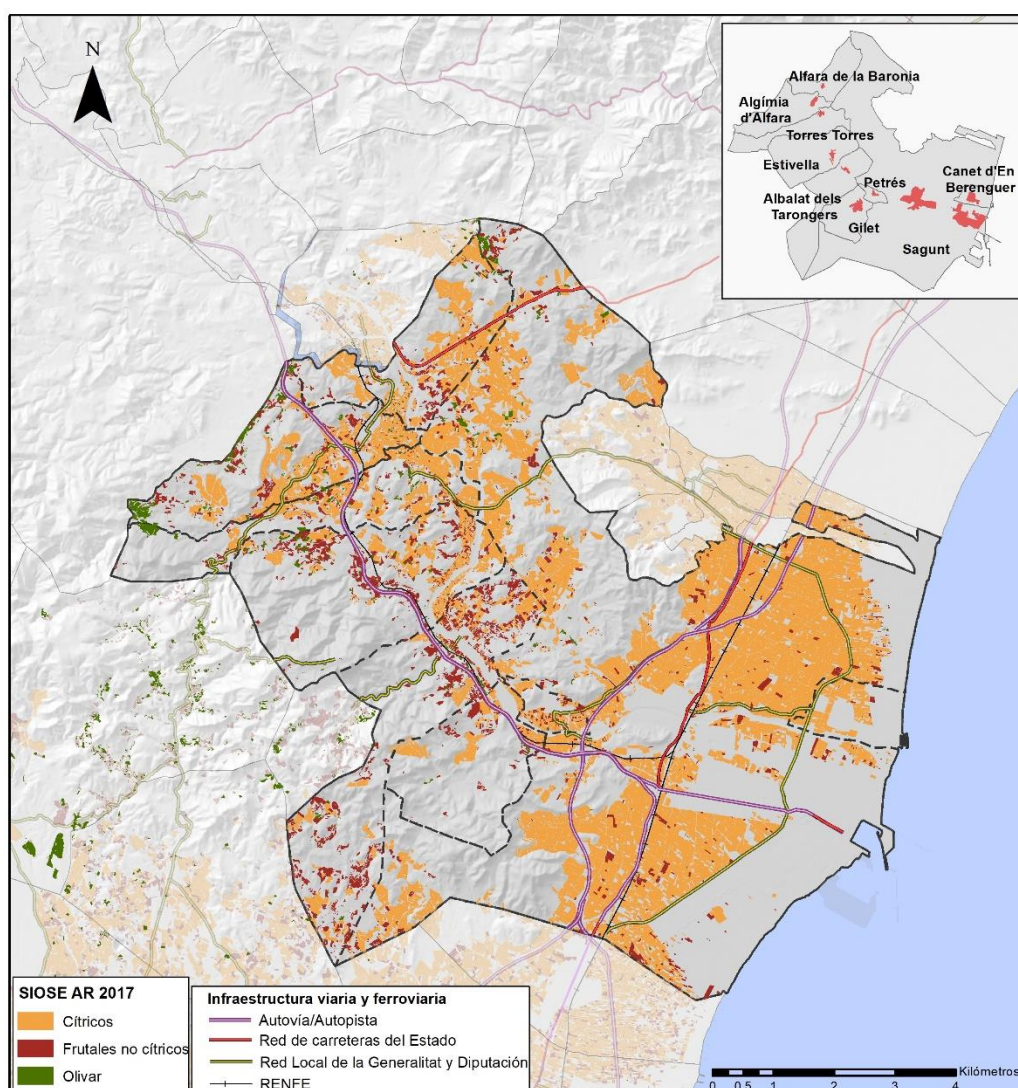 N
Alfara de la Baronia
Algímia
d'Alfara
Torres Torres
Estivella
Petrés
Canet d'En
Berenguer
Albalat dels
Tarongers
Gilet
Sagunt
SIOSE AR 2017
Cítricos
Frutales no cítricos
Olivar
Infraestructura viaria y ferroviaria
Autovía/Autopista
Red de carreteras del Estado
Red Local de la Generalitat y Diputación
RENFE
Kilómetros
0 0,5 1 2 3